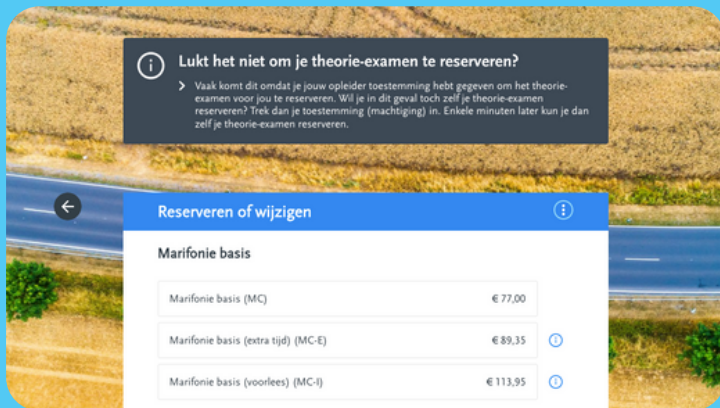 Lukt het niet om je theorie-examen te reserveren?
Vaak komt dit omdat je jouw opleider toestemming hebt gegeven om het theorie-
examen voor jou te reserveren. Wil je in dit geval toch zelf je theorie-examen
reserveren? Trek dan je toestemming (machtiging) in. Enkele minuten later kun je dan
zelf je theorie-examen reserveren.
Reserveren of wijzigen
Marifonie basis
Marifonie basis (MC) € 77,00
Marifonie basis (extra tijd) (MC-E) € 89,35
Marifonie basis (voorlees) (MC-I) € 113,95